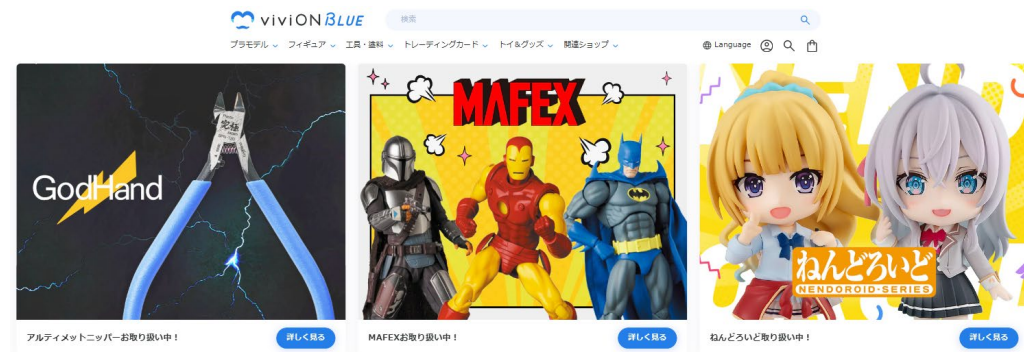 viviON BLUE
検索
プラモデル フィギュア 工具・塗料 トレーディングカード トイ＆グッズ 関連ショップ Language
GodHand
究極
MAFEX
ねんどろいど
NENDOROID-SERIES
アルティメットニッパーお取り扱い中！ 詳しく見る
MAFEXお取り扱い中！ 詳しく見る
ねんどろいど取り扱い中！ 詳しく見る